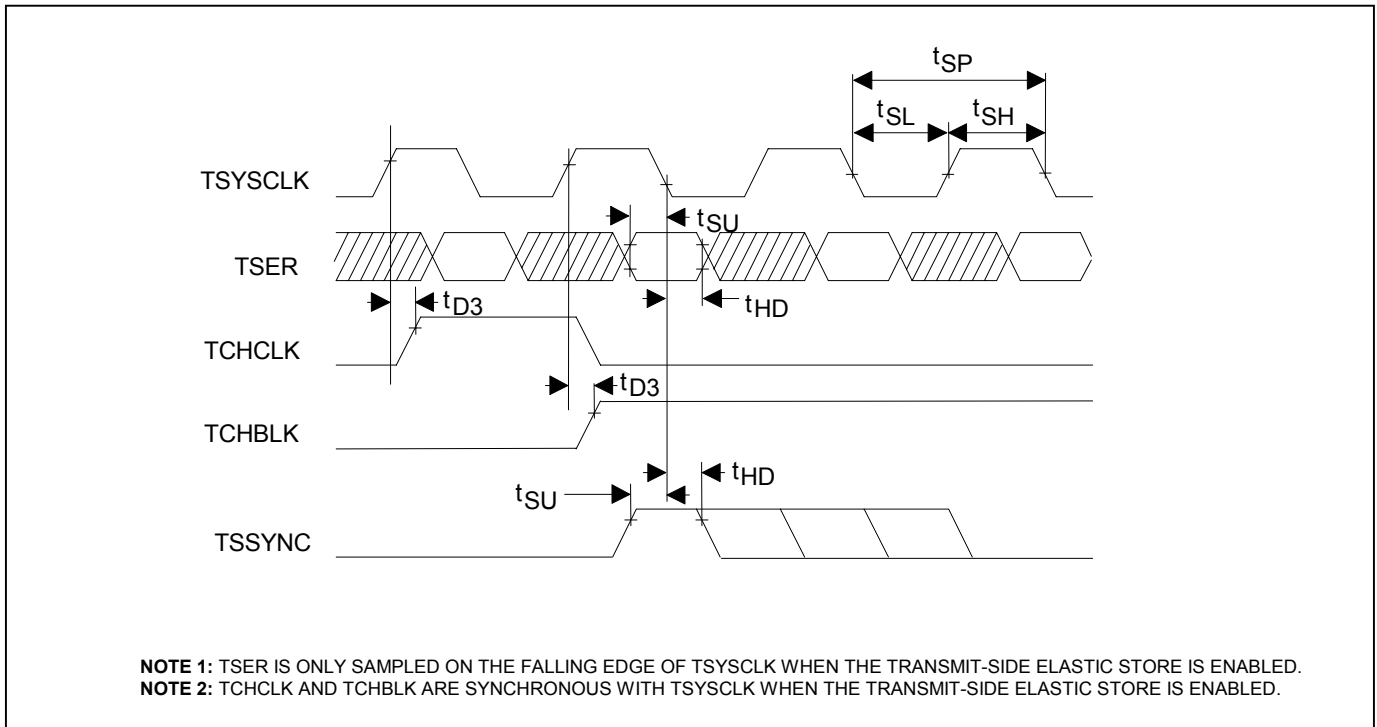 tSP
tSL tSH
TSYSCLK
tSU
TSER
tD3
tHD
TCHCLK
tD3
TCHBLK
tHD
tSU
TSSYNC
NOTE 1: TSER IS ONLY SAMPLED ON THE FALLING EDGE OF TSYSCLK WHEN THE TRANSMIT-SIDE ELASTIC STORE IS ENABLED.
NOTE 2: TCHCLK AND TCHBLK ARE SYNCHRONOUS WITH TSYSCLK WHEN THE TRANSMIT-SIDE ELASTIC STORE IS ENABLED.